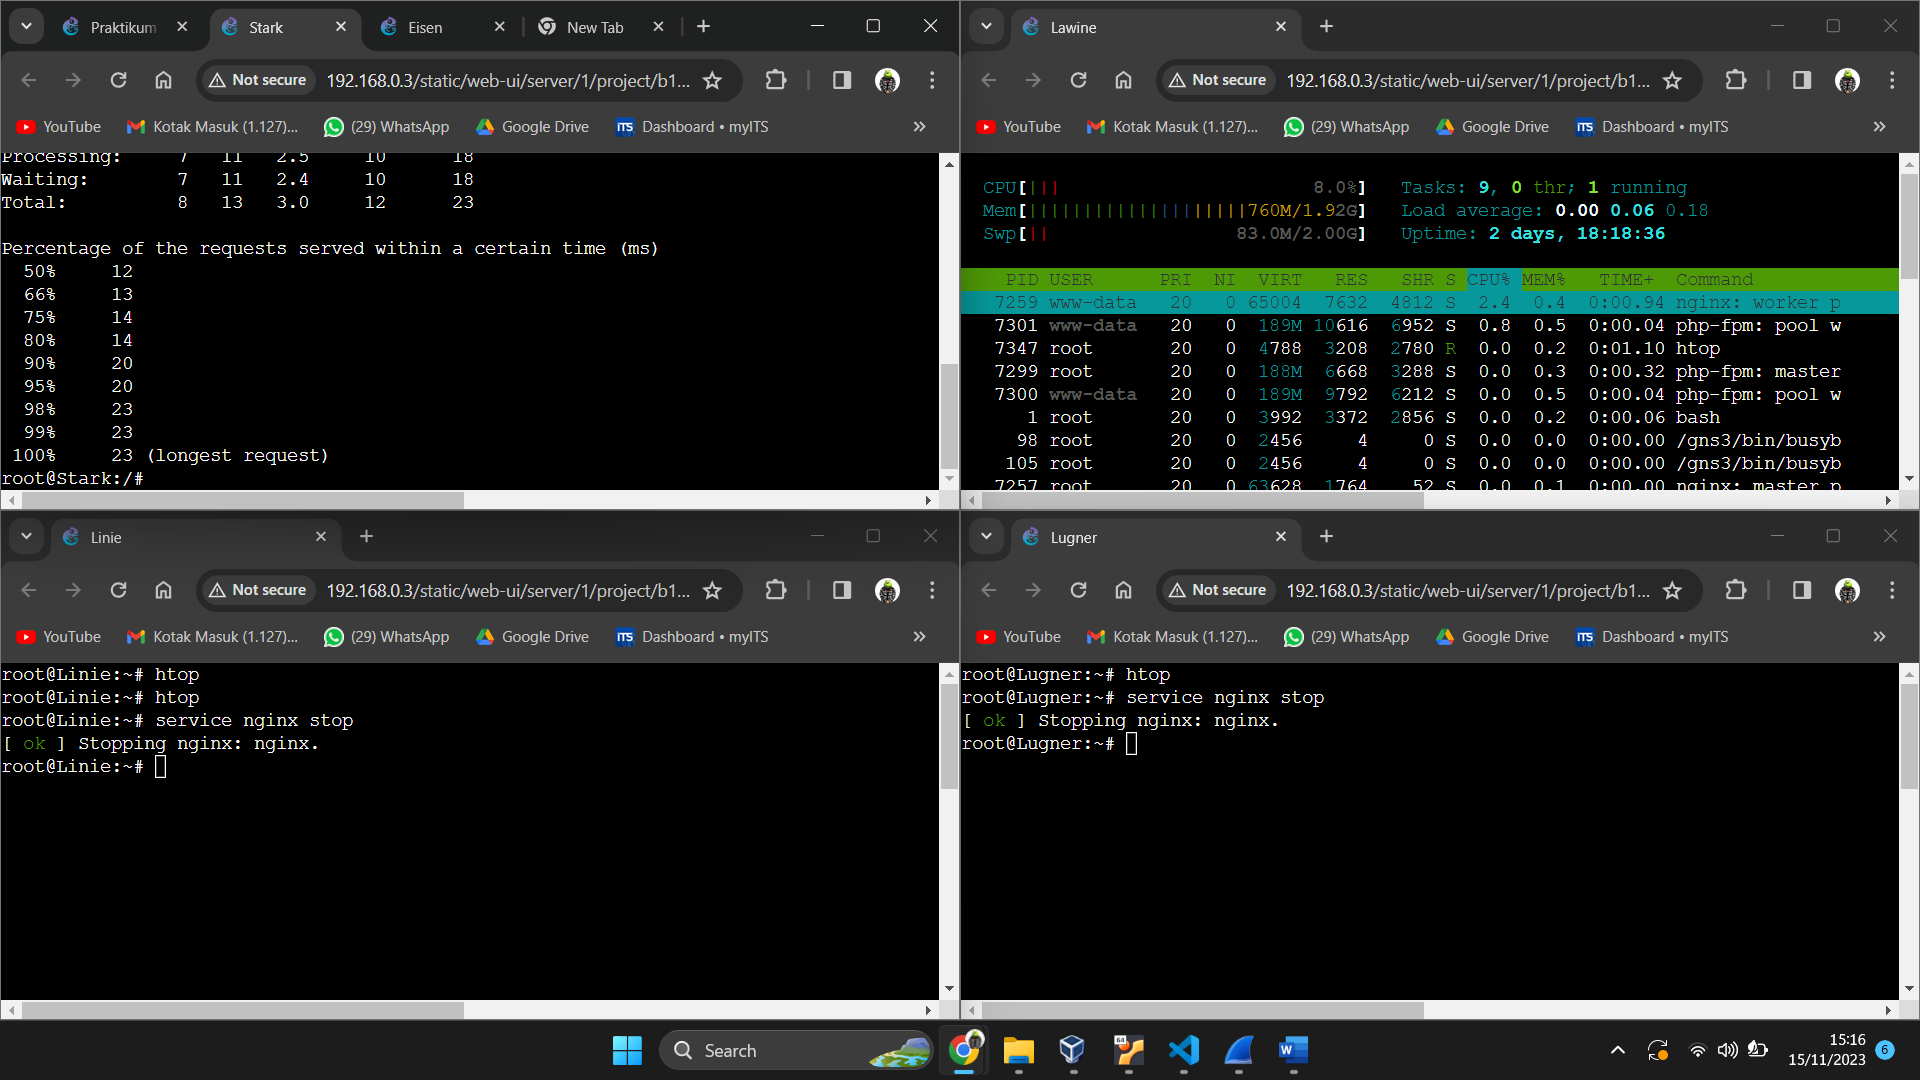 Praktikum
Stark
Eisen
New Tab
Not secure
192.168.0.3/static/web-ui/server/1/project/b1...
YouTube
Kotak Masuk (1.127)...
(29) WhatsApp
Google Drive
ITS Dashboard • myITS
Processing: 7 11 2.5 10 18
Waiting: 7 11 2.4 10 18
Total: 8 13 3.0 12 23
Percentage of the requests served within a certain time (ms)
50% 12
66% 13
75% 14
80% 14
90% 20
95% 20
98% 23
99% 23
100% 23 (longest request)
root@Stark:/#
Lawine
Not secure
192.168.0.3/static/web-ui/server/1/project/b1...
YouTube
Kotak Masuk (1.127)...
(29) WhatsApp
Google Drive
ITS Dashboard • myITS
CPU[||| 8.0%] Tasks: 9, 0 thr; 1 running
Mem[||||||||||||||||||||760M/1.92G] Load average: 0.00 0.06 0.18
Swp[|| 83.0M/2.00G] Uptime: 2 days, 18:18:36
PID USER PRI NI VIRT RES SHR S CPU% MEM% TIME+ Command
7259 www-data 20 0 65004 7632 4812 S 2.4 0.4 0:00.94 nginx: worker p
7301 www-data 20 0 189M 10616 6952 S 0.8 0.5 0:00.04 php-fpm: pool w
7347 root 20 0 4788 3208 2780 R 0.0 0.2 0:01.10 htop
7299 root 20 0 188M 6668 3288 S 0.0 0.3 0:00.32 php-fpm: master
7300 www-data 20 0 189M 9792 6212 S 0.0 0.5 0:00.04 php-fpm: pool w
1 root 20 0 3992 3372 2856 S 0.0 0.2 0:00.06 bash
98 root 20 0 2456 4 0 S 0.0 0.0 0:00.00 /gns3/bin/busyb
105 root 20 0 2456 4 0 S 0.0 0.0 0:00.00 /gns3/bin/busyb
7257 root 20 0 63628 1764 52 S 0.0 0.1 0:00.00 nginx: master p
Linie
Not secure
192.168.0.3/static/web-ui/server/1/project/b1...
YouTube
Kotak Masuk (1.127)...
(29) WhatsApp
Google Drive
ITS Dashboard • myITS
root@Linie:~# htop
root@Linie:~# htop
root@Linie:~# service nginx stop
[ ok ] Stopping nginx: nginx.
root@Linie:~#
Lugner
Not secure
192.168.0.3/static/web-ui/server/1/project/b1...
YouTube
Kotak Masuk (1.127)...
(29) WhatsApp
Google Drive
ITS Dashboard • myITS
root@Lugner:~# htop
root@Lugner:~# service nginx stop
[ ok ] Stopping nginx: nginx.
root@Lugner:~#
Search
64
W
15:16
15/11/2023
6